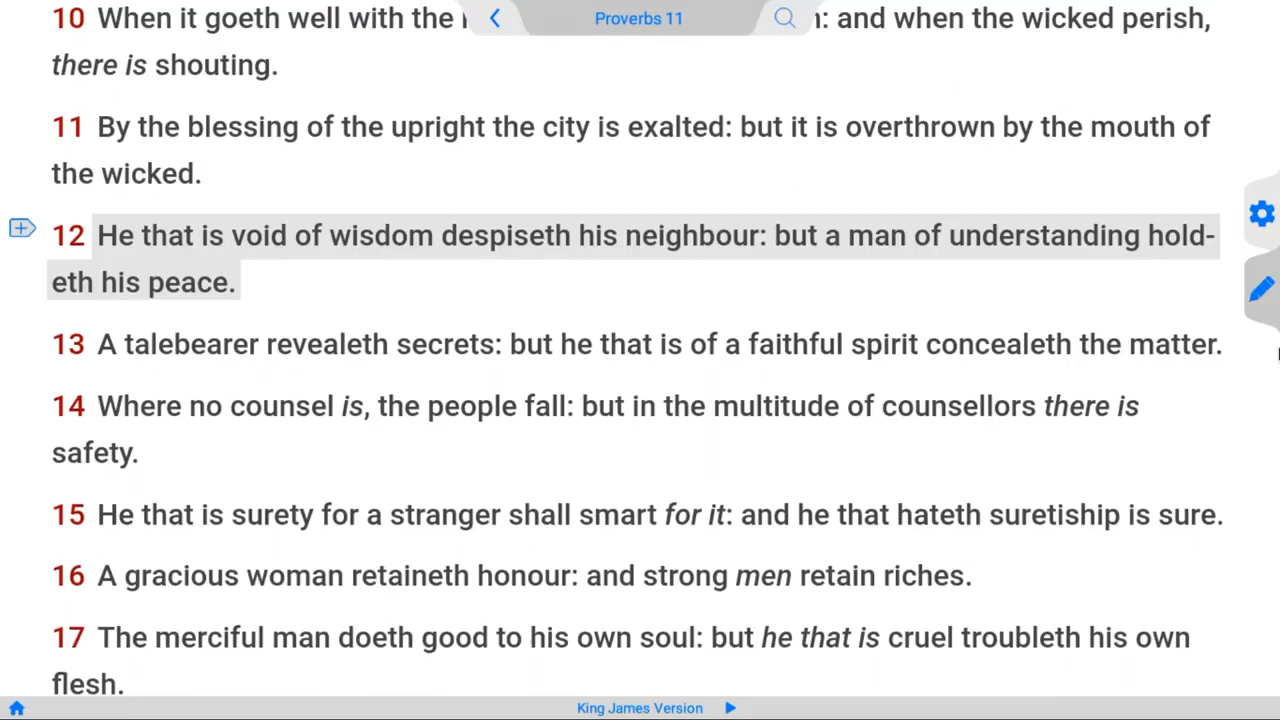 Proverbs 11
10 When it goeth well with the : and when the wicked perish,
there is shouting.
11 By the blessing of the upright the city is exalted: but it is overthrown by the mouth of
the wicked.
12 He that is void of wisdom despiseth his neighbour: but a man of understanding hold-
eth his peace.
13 A talebearer revealeth secrets: but he that is of a faithful spirit concealeth the matter.
14 Where no counsel is, the people fall: but in the multitude of counsellors there is
safety.
15 He that is surety for a stranger shall smart for it: and he that hateth suretiship is sure.
16 A gracious woman retaineth honour: and strong men retain riches.
17 The merciful man doeth good to his own soul: but he that is cruel troubleth his own
flesh.
King James Version